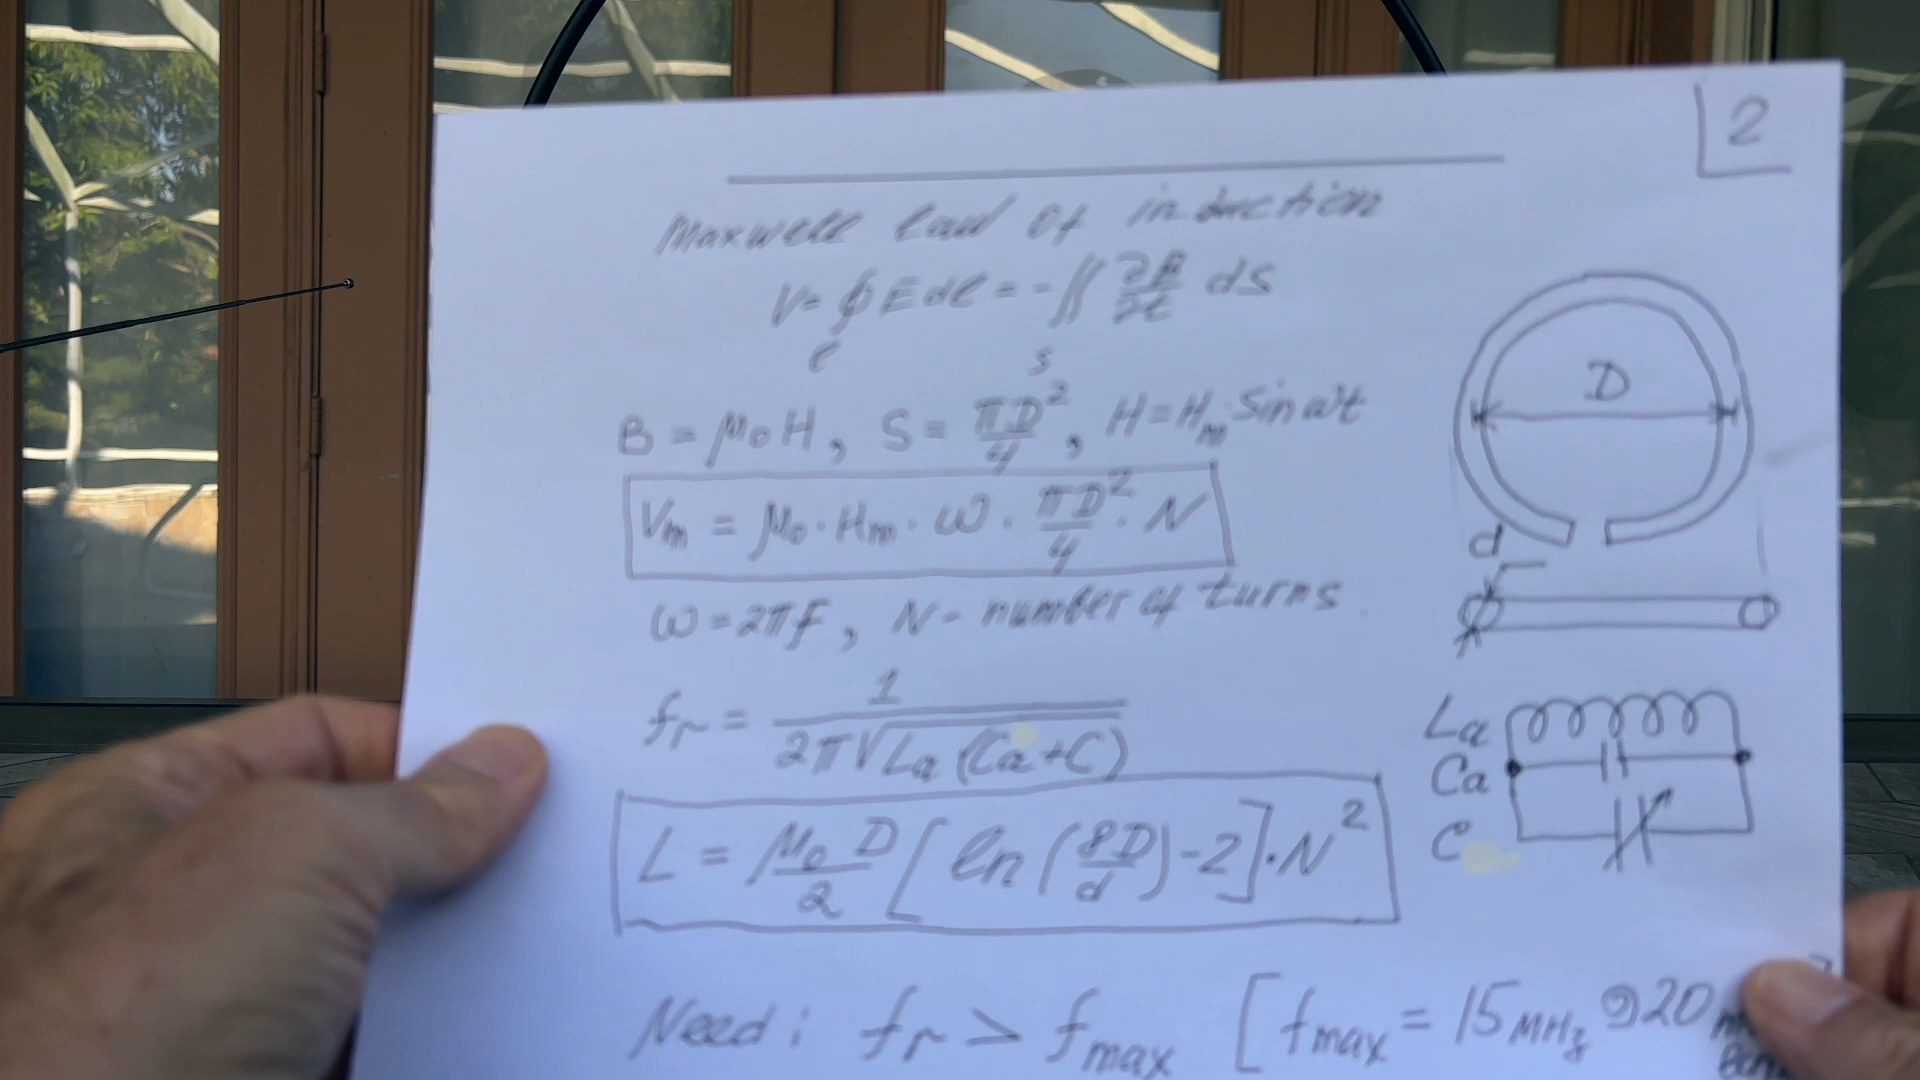 2
Maxwell law of induction
V = ∮ E dl = - ∬ ∂B/∂t dS
l s
B = μ₀H, S = πD²/4, H = Hₘ Sin ωt
D
Vₘ = μ₀ · Hₘ · ω · πD²/4 · N
d
ω = 2πf, N - number of turns
fr = 1/(2π√La (Ca + C))
La
Ca
C
L = μ₀D/2 [ln(8D/d) - 2] · N²
Need: fr > fmax [fmax = 15 MHz 20